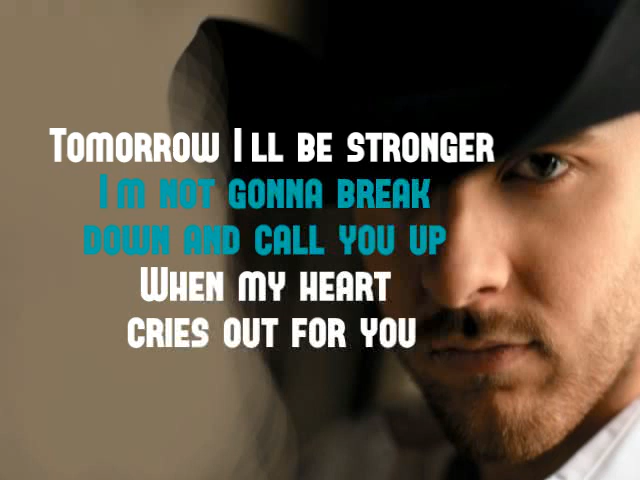 Tomorrow I ll be stronger
I m not gonna break
down and call you up
When my heart
cries out for you